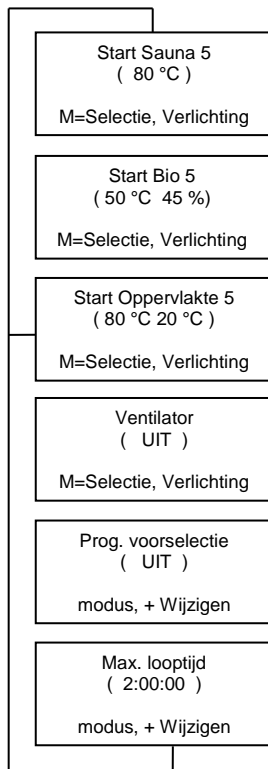 Start Sauna 5
( 80 °C )
M=Selectie, Verlichting
Start Bio 5
( 50 °C 45 %)
M=Selectie, Verlichting
Start Oppervlakte 5
( 80 °C 20 °C )
M=Selectie, Verlichting
Ventilator
( UIT )
M=Selectie, Verlichting
Prog. voorselectie
( UIT )
modus, + Wijzigen
Max. looptijd
( 2:00:00 )
modus, + Wijzigen